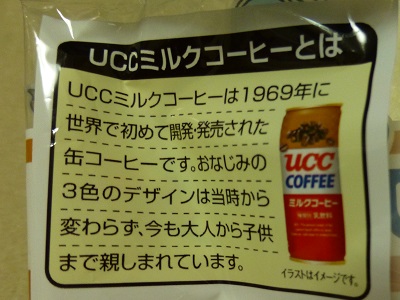 UCCミルクコーヒーとは
UCCミルクコーヒーは1969年に
世界で初めて開発・発売された
缶コーヒーです。おなじみの
3色のデザインは当時から
変わらず、今も大人から子供
まで親しまれています。
UCC
COFFEE
ミルクコーヒー
イラストはイメージです。